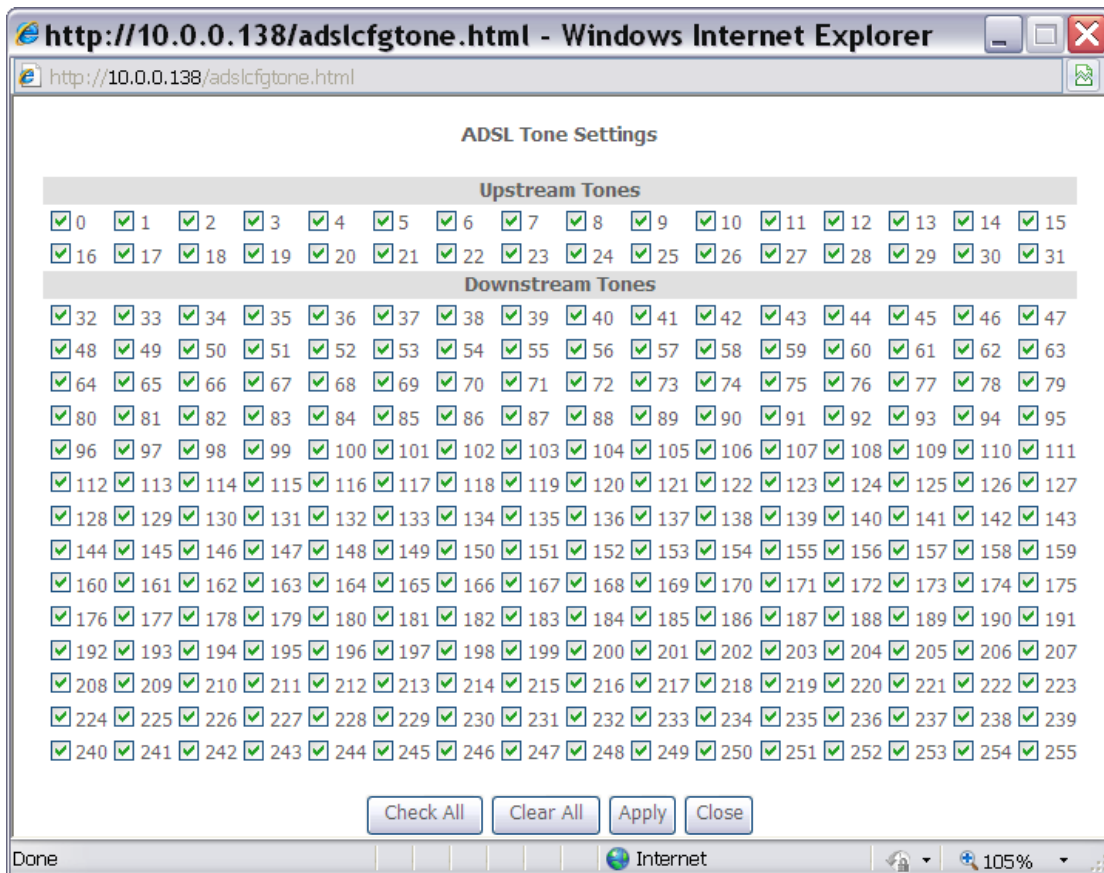 http://10.0.0.138/adslcfgtone.html - Windows Internet Explorer
http://10.0.0.138/adslcfgtone.html
ADSL Tone Settings
Upstream Tones
0 1 2 3 4 5 6 7 8 9 10 11 12 13 14 15
16 17 18 19 20 21 22 23 24 25 26 27 28 29 30 31
Downstream Tones
32 33 34 35 36 37 38 39 40 41 42 43 44 45 46 47
48 49 50 51 52 53 54 55 56 57 58 59 60 61 62 63
64 65 66 67 68 69 70 71 72 73 74 75 76 77 78 79
80 81 82 83 84 85 86 87 88 89 90 91 92 93 94 95
96 97 98 99 100 101 102 103 104 105 106 107 108 109 110 111
112 113 114 115 116 117 118 119 120 121 122 123 124 125 126 127
128 129 130 131 132 133 134 135 136 137 138 139 140 141 142 143
144 145 146 147 148 149 150 151 152 153 154 155 156 157 158 159
160 161 162 163 164 165 166 167 168 169 170 171 172 173 174 175
176 177 178 179 180 181 182 183 184 185 186 187 188 189 190 191
192 193 194 195 196 197 198 199 200 201 202 203 204 205 206 207
208 209 210 211 212 213 214 215 216 217 218 219 220 221 222 223
224 225 226 227 228 229 230 231 232 233 234 235 236 237 238 239
240 241 242 243 244 245 246 247 248 249 250 251 252 253 254 255
Check All Clear All Apply Close
Done Internet 105%